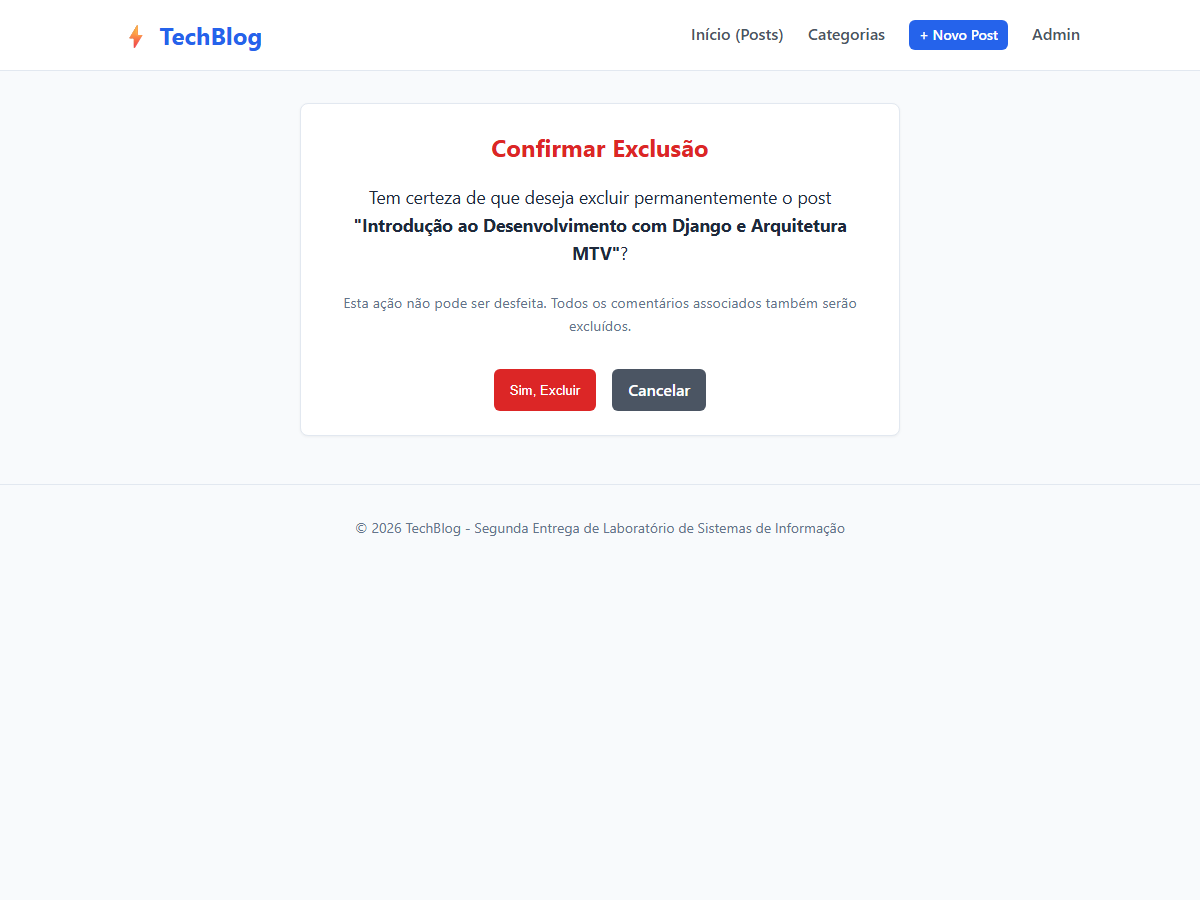 TechBlog
Início (Posts)
Categorias
+ Novo Post
Admin
Confirmar Exclusão
Tem certeza de que deseja excluir permanentemente o post
"Introdução ao Desenvolvimento com Django e Arquitetura
MTV"?
Esta ação não pode ser desfeita. Todos os comentários associados também serão
excluídos.
Sim, Excluir
Cancelar
© 2026 TechBlog - Segunda Entrega de Laboratório de Sistemas de Informação